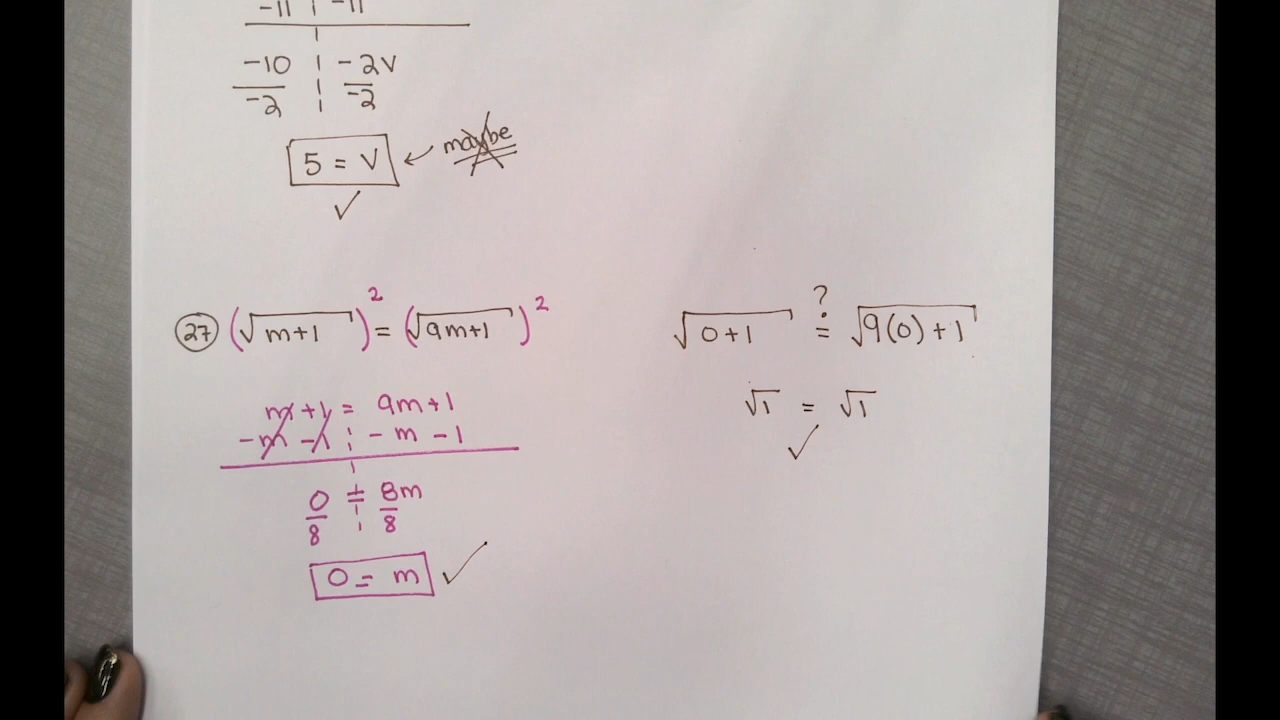 -11 | -11
-10 | -2v
-2 | -2
5 = v ← maybe
✓
27 (√m+1)² = (√9m+1)²
m+1 = 9m+1
-m -1 | -m -1
0 = 8m
8 | 8
0 = m ✓
√0+1 ?= √9(0)+1
√1 = √1
✓